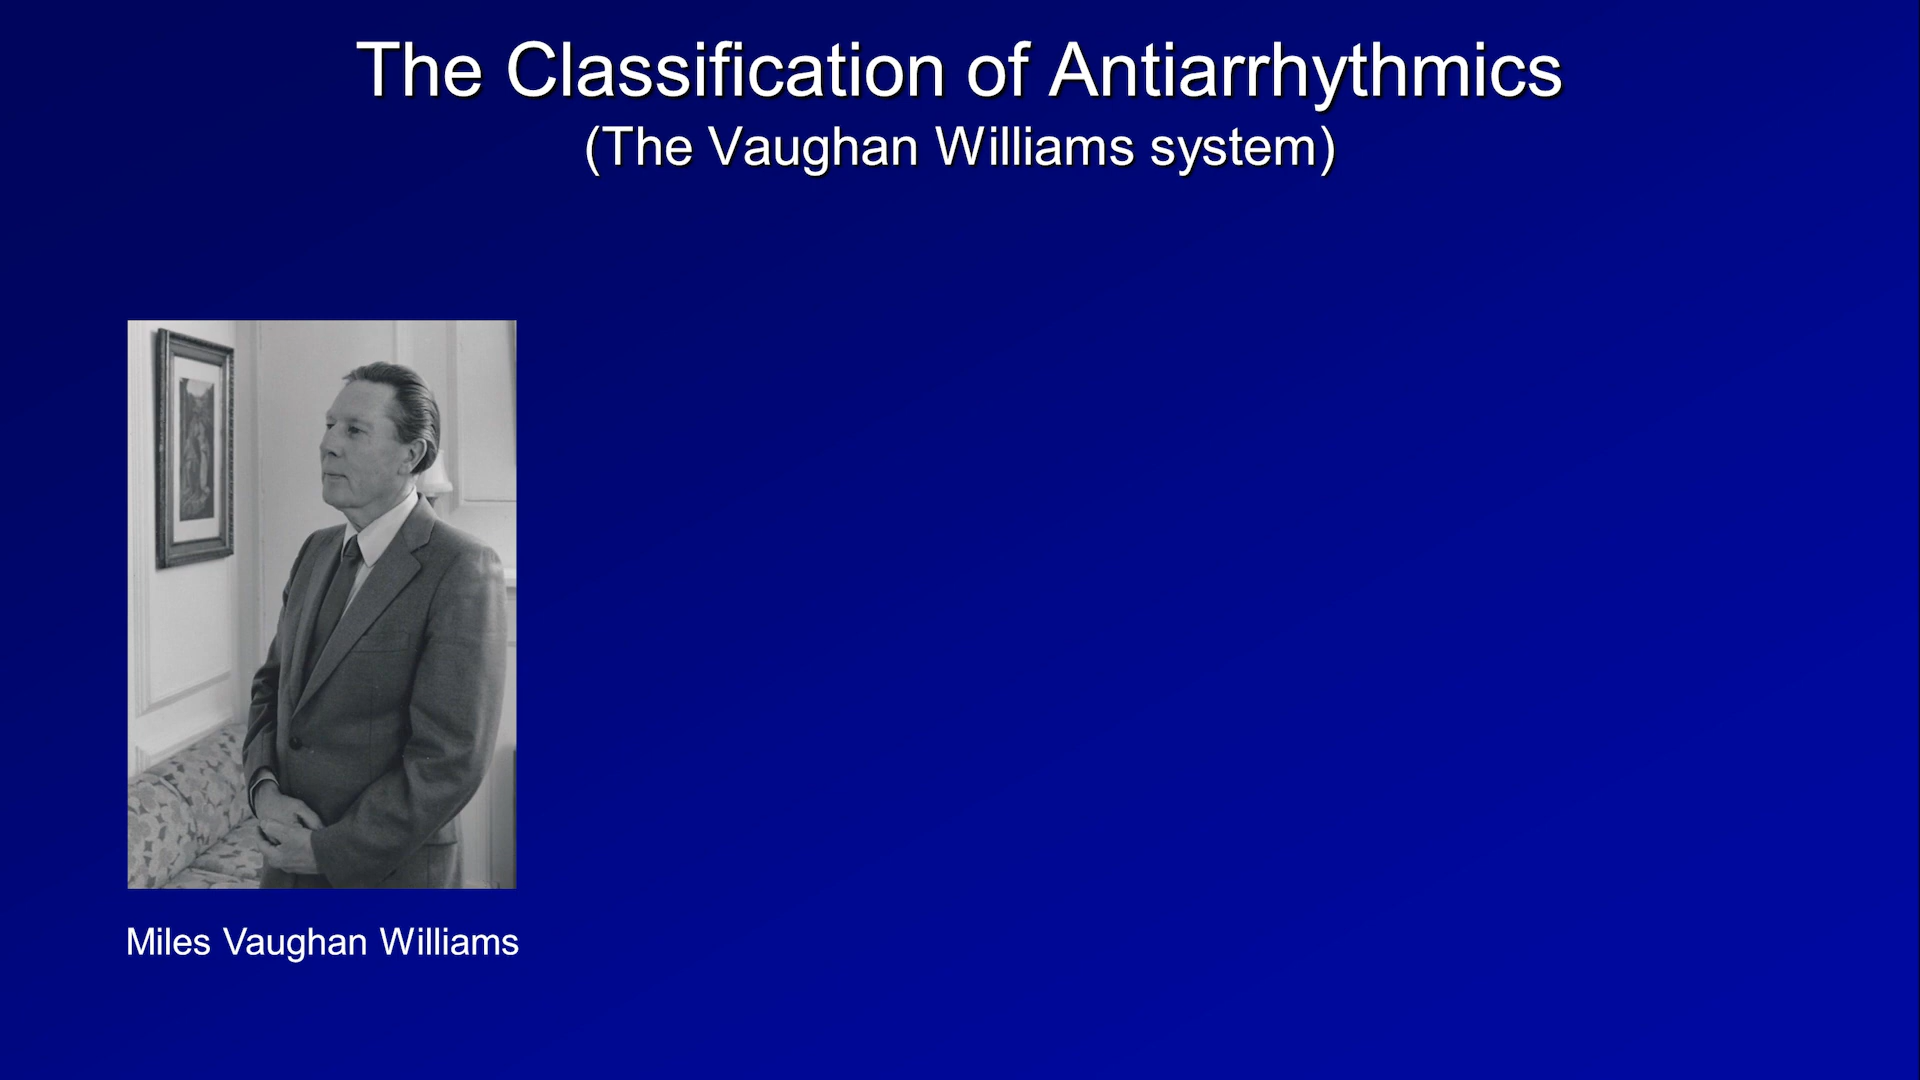 The Classification of Antiarrhythmics
(The Vaughan Williams system)
Miles Vaughan Williams